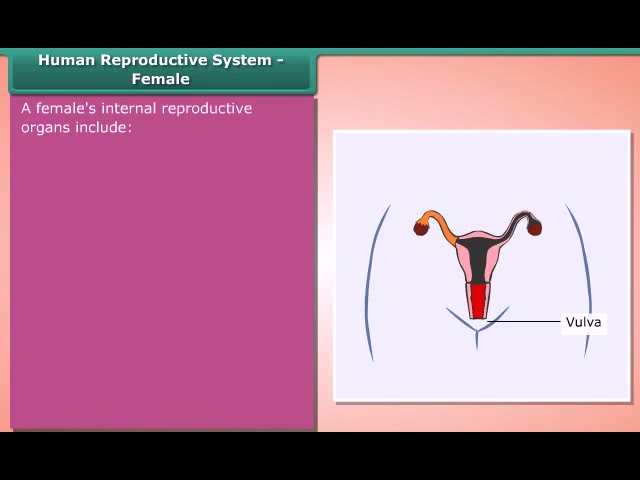 Human Reproductive System -
Female
A female's internal reproductive
organs include:
Vulva